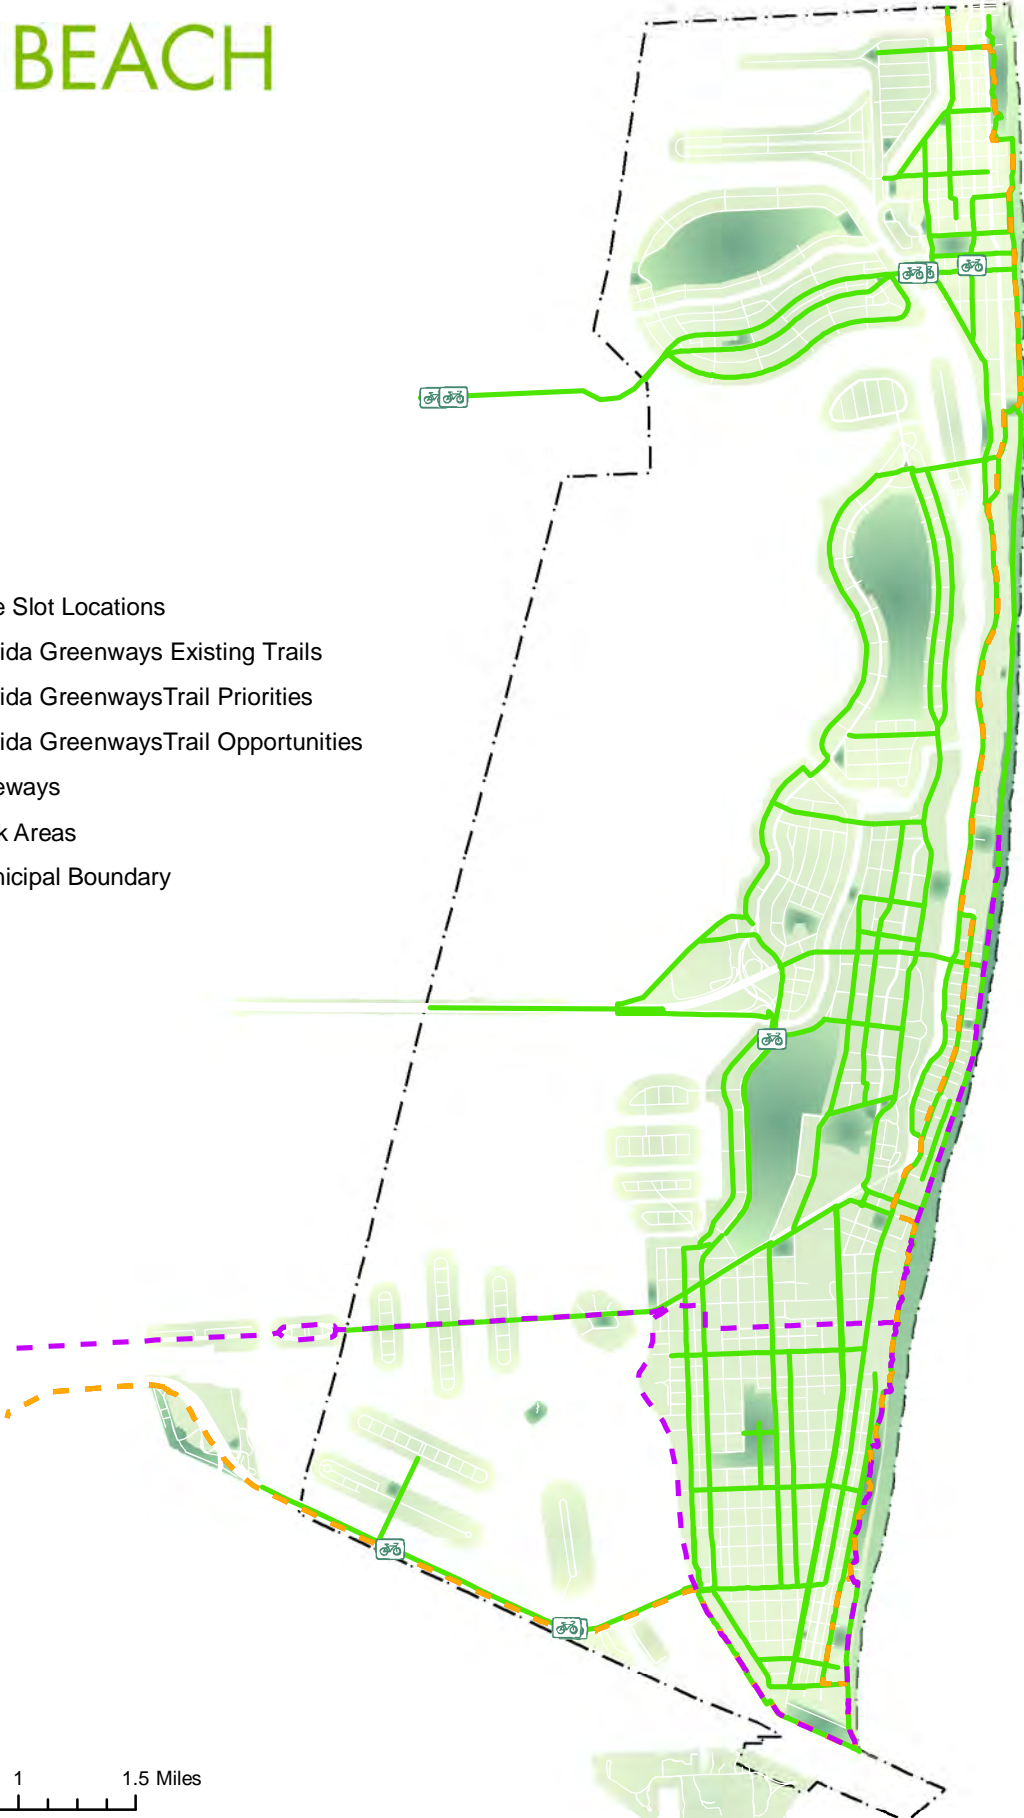 BEACH
e Slot Locations
ida Greenways Existing Trails
ida GreenwaysTrail Priorities
ida GreenwaysTrail Opportunities
eways
k Areas
nicipal Boundary
1 1.5 Miles